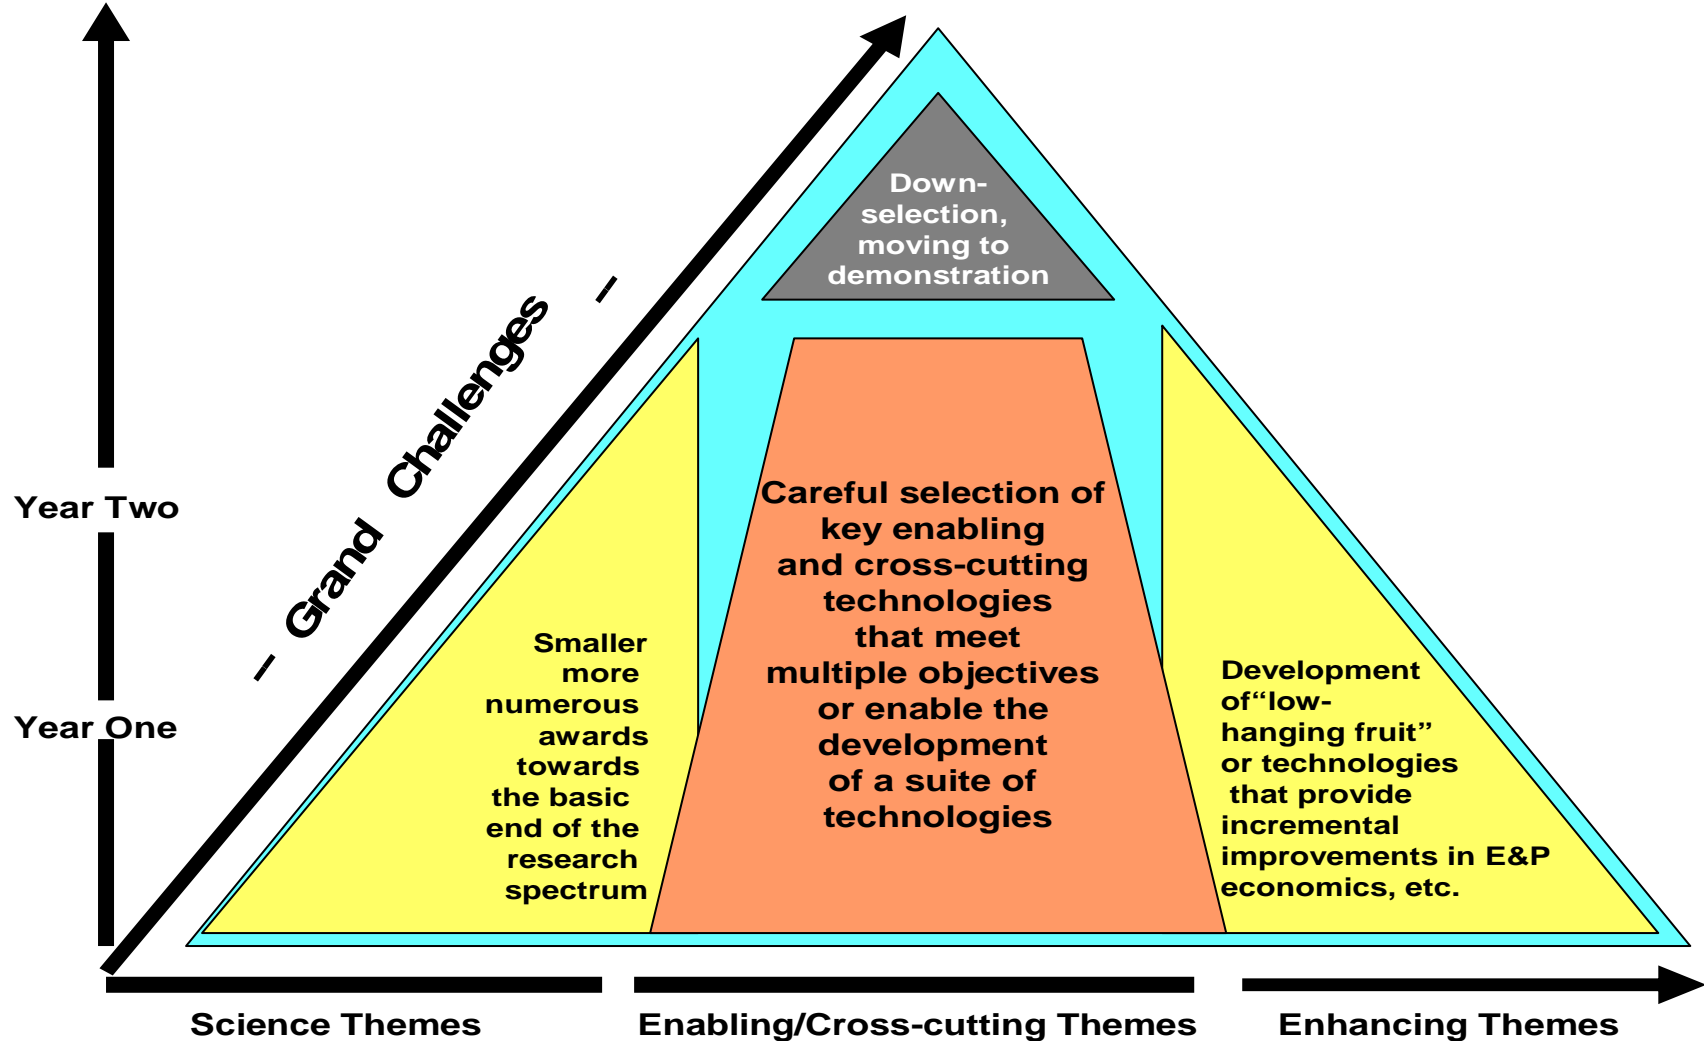 Down-
selection,
moving to
demonstration
– Grand Challenges –
Year Two
Year One
Careful selection of
key enabling
and cross-cutting
technologies
that meet
multiple objectives
or enable the
development
of a suite of
technologies
Smaller
more
numerous
awards
towards
the basic
end of the
research
spectrum
Development
of“low-
hanging fruit”
or technologies
that provide
incremental
improvements in E&P
economics, etc.
Science Themes
Enabling/Cross-cutting Themes
Enhancing Themes